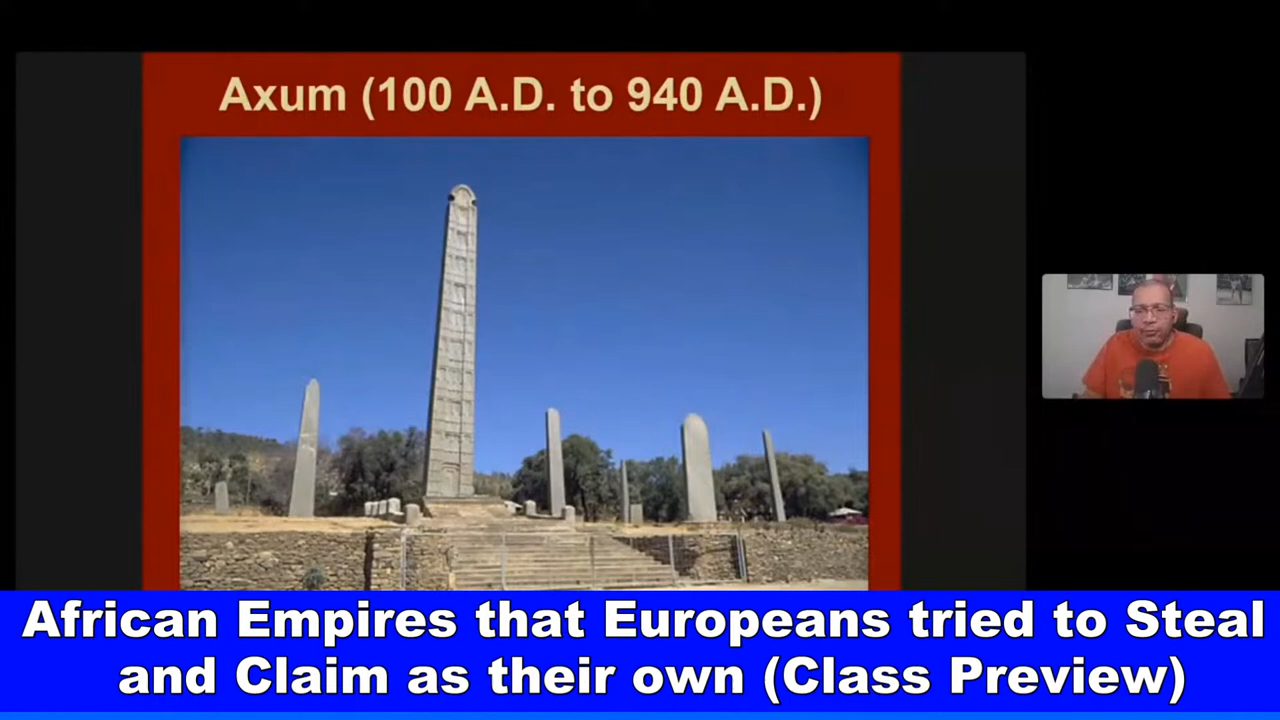 Axum (100 A.D. to 940 A.D.)
African Empires that Europeans tried to Steal
and Claim as their own (Class Preview)